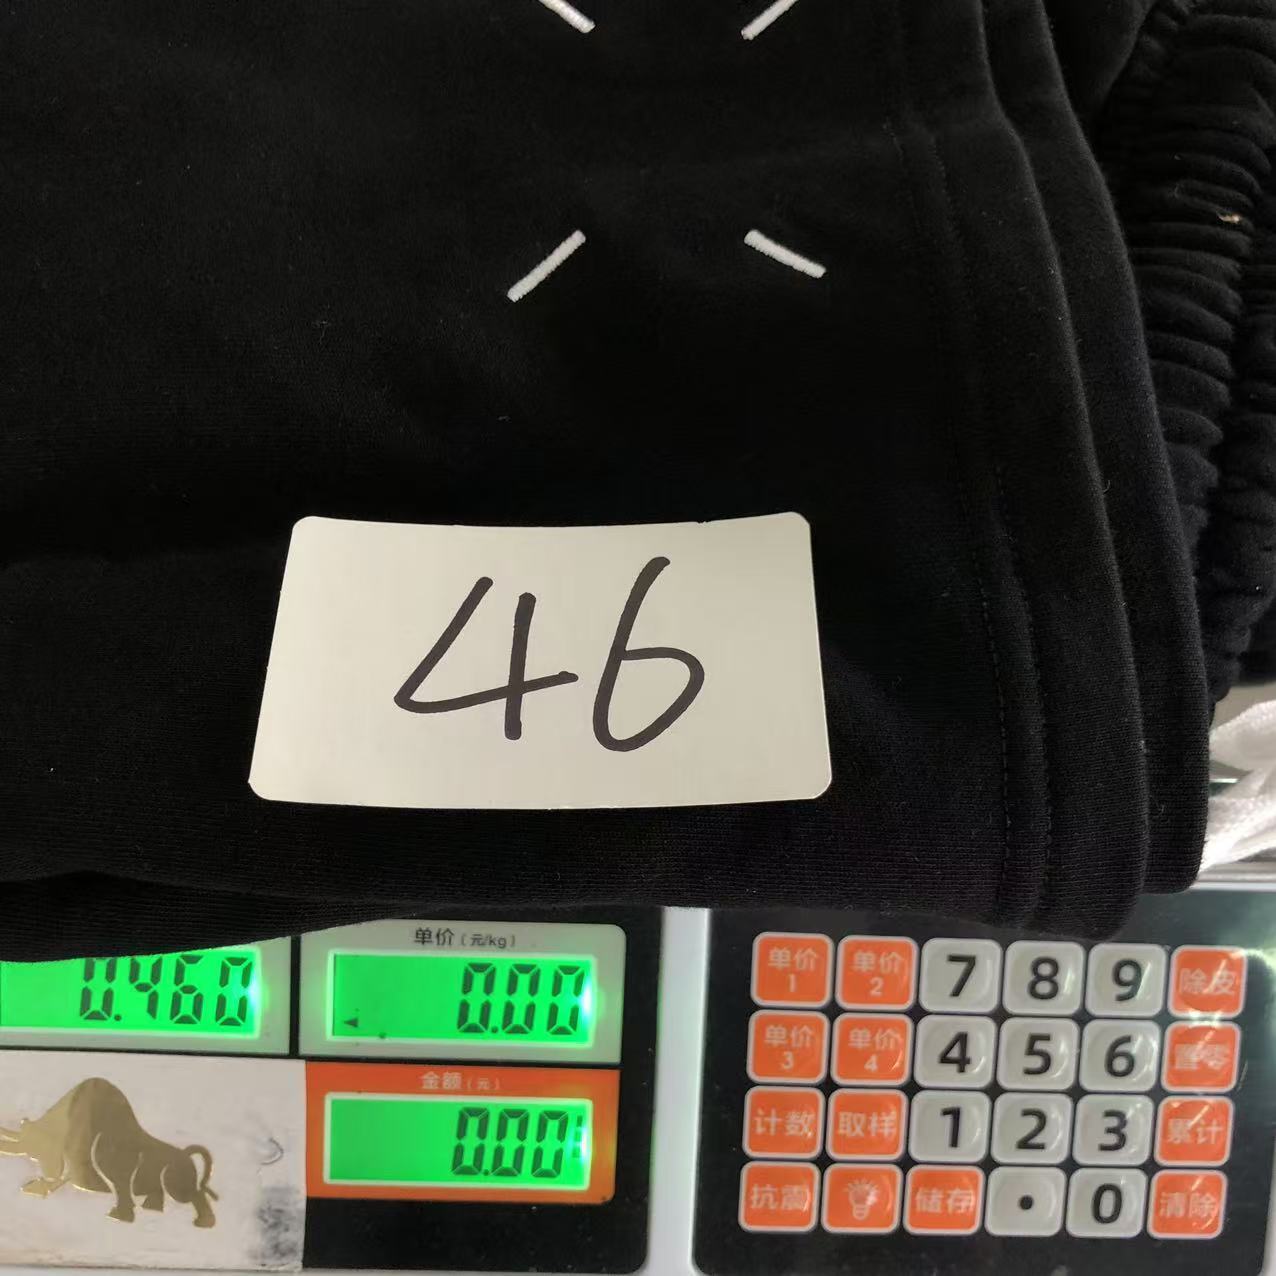 46
0.460
单价(元/kg)
0.00
金额(元)
0.00
单价1 单价2 7 8 9 除皮
单价3 单价4 4 5 6 置零
计数 取样 1 2 3 累计
抗震 储存 . 0 清除